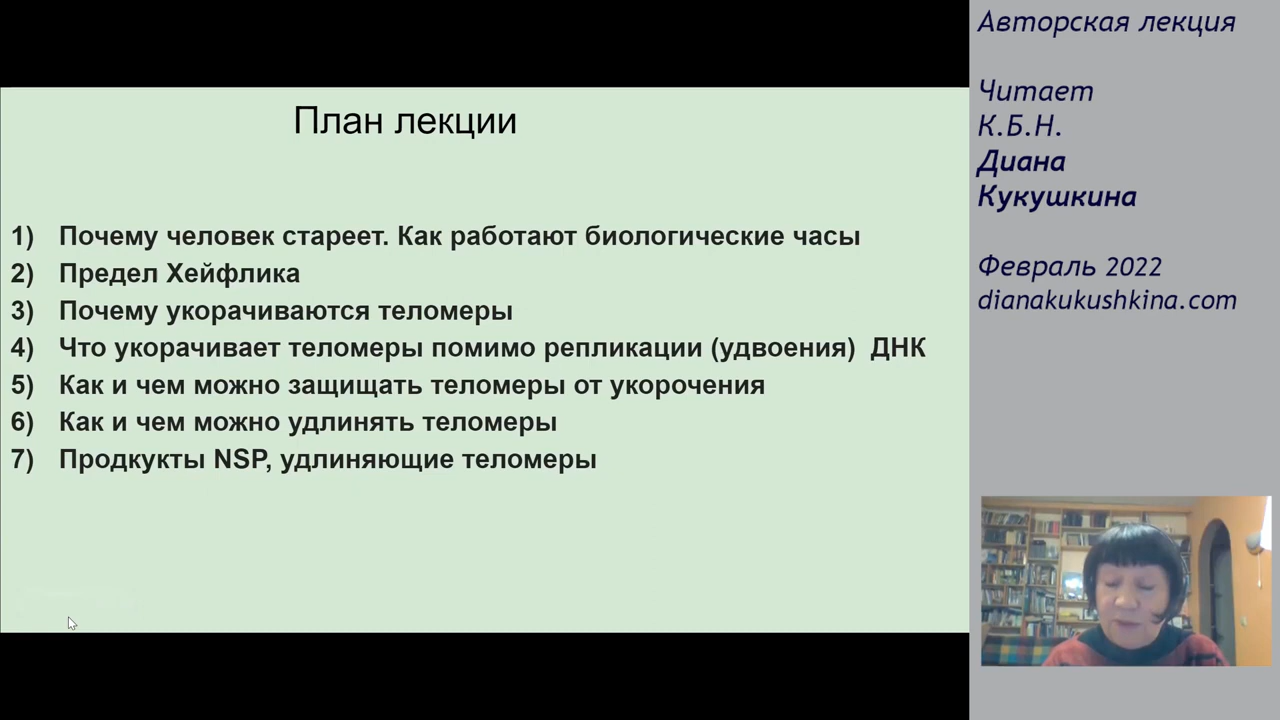 План лекции
1) Почему человек стареет. Как работают биологические часы
2) Предел Хейфлика
3) Почему укорачиваются теломеры
4) Что укорачивает теломеры помимо репликации (удвоения) ДНК
5) Как и чем можно защищать теломеры от укорочения
6) Как и чем можно удлинять теломеры
7) Продкукты NSP, удлиняющие теломеры
Авторская лекция
Читает
К.Б.Н.
Диана
Кукушкина
Февраль 2022
dianakukushkina.com